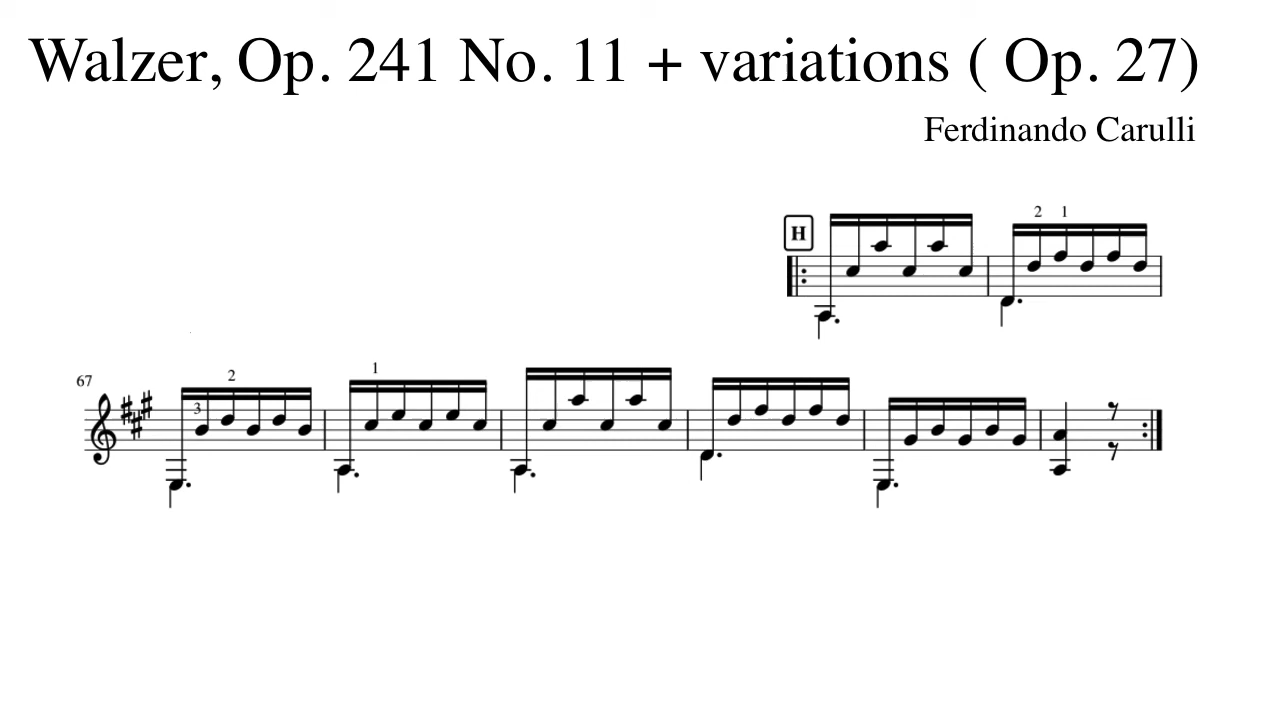 Walzer, Op. 241 No. 11 + variations ( Op. 27)
Ferdinando Carulli
H
2 1
67
3 2
1